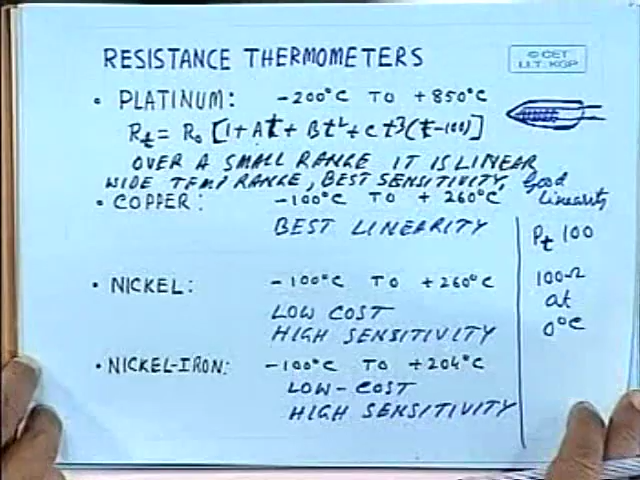 RESISTANCE THERMOMETERS
© CET
I.I.T. KGP
• PLATINUM: -200°C TO +850°C
Rt = R₀ [1 + At + Bt² + Ct³(t-100)]
OVER A SMALL RANGE IT IS LINEAR
WIDE TEMP RANGE, BEST SENSITIVITY, Good Linearity
• COPPER: -100°C TO +260°C
BEST LINEARITY
• NICKEL: -100°C TO +260°C
LOW COST
HIGH SENSITIVITY
• NICKEL-IRON: -100°C TO +204°C
LOW-COST
HIGH SENSITIVITY
Pt 100
100Ω
at
0°C